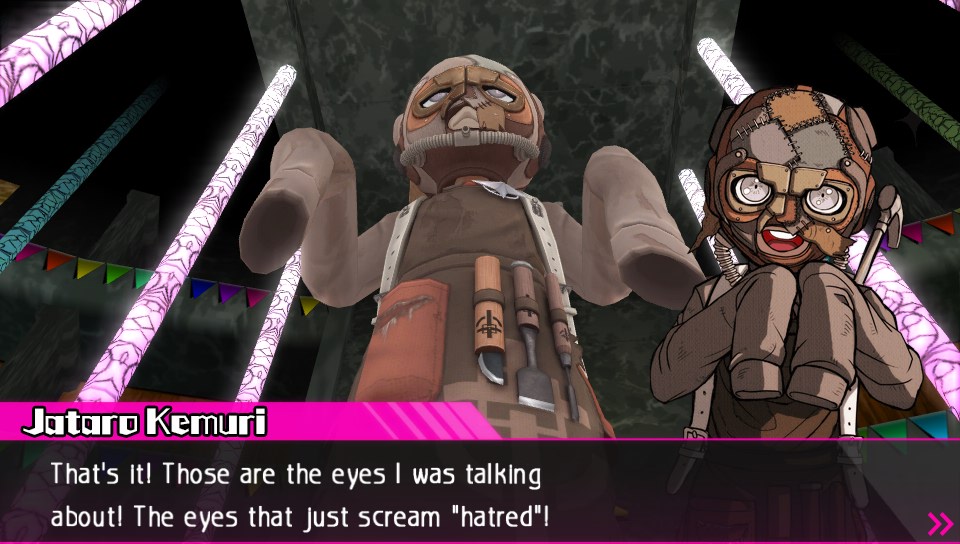 Jataro Kemuri
That's it! Those are the eyes I was talking
about! The eyes that just scream "hatred"!